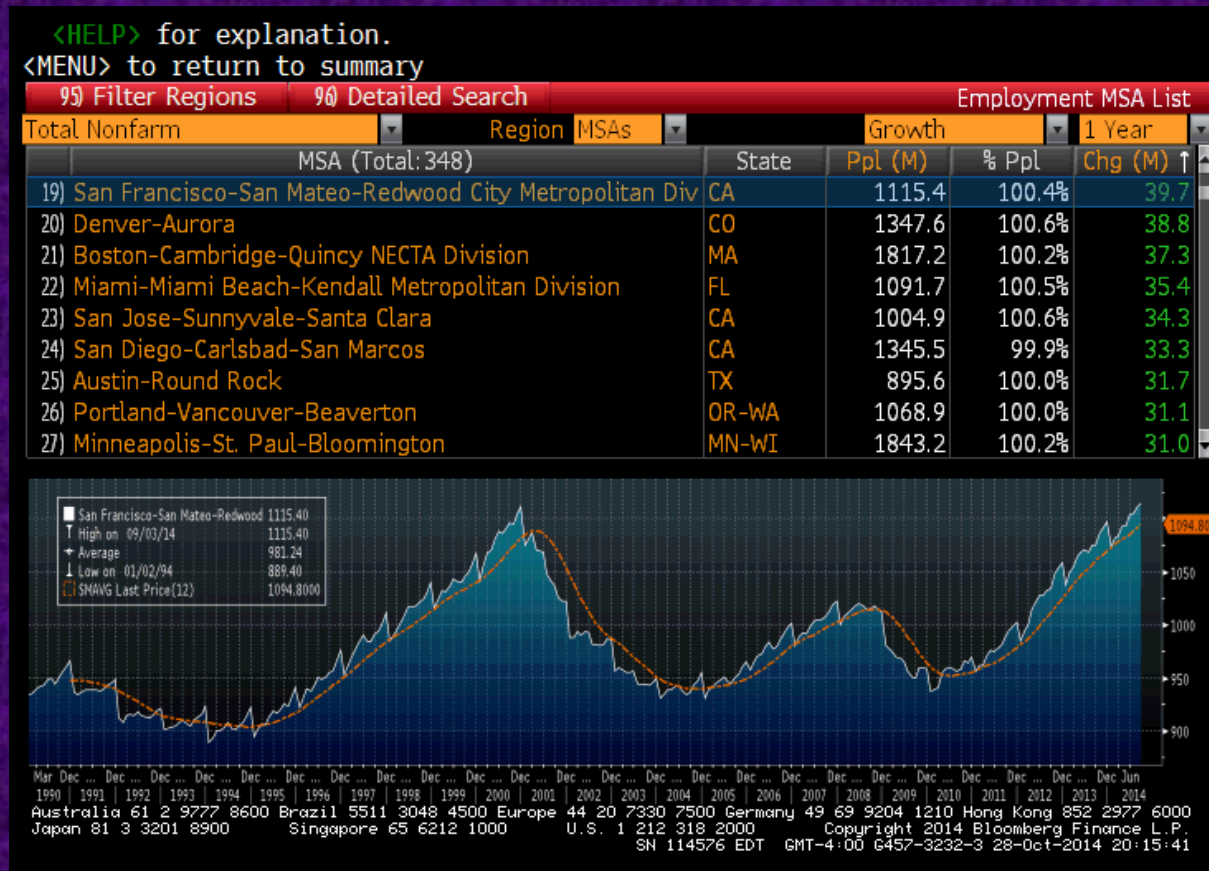 <HELP> for explanation.
<MENU> to return to summary
95) Filter Regions 96) Detailed Search Employment MSA List
Total Nonfarm Region MSAs Growth 1 Year
MSA (Total:348) State Ppl (M) % Ppl Chg (M) ↑
19) San Francisco-San Mateo-Redwood City Metropolitan Div CA 1115.4 100.4% 39.7
20) Denver-Aurora CO 1347.6 100.6% 38.8
21) Boston-Cambridge-Quincy NECTA Division MA 1817.2 100.2% 37.3
22) Miami-Miami Beach-Kendall Metropolitan Division FL 1091.7 100.5% 35.4
23) San Jose-Sunnyvale-Santa Clara CA 1004.9 100.6% 34.3
24) San Diego-Carlsbad-San Marcos CA 1345.5 99.9% 33.3
25) Austin-Round Rock TX 895.6 100.0% 31.7
26) Portland-Vancouver-Beaverton OR-WA 1068.9 100.0% 31.1
27) Minneapolis-St. Paul-Bloomington MN-WI 1843.2 100.2% 31.0
San Francisco-San Mateo-Redwood 1115.40
High on 09/03/14 1115.40
Average 981.24
Low on 01/02/94 889.40
SMAVG Last Price(12) 1094.8000
1094.80
1050
1000
950
900
Mar Dec ... Dec ... Dec ... Dec ... Dec ... Dec ... Dec ... Dec ... Dec ... Dec ... Dec ... Dec ... Dec ... Dec ... Dec ... Dec ... Dec ... Dec ... Dec ... Dec ... Dec ... Dec ... Dec ... Dec Jun
1990 1991 1992 1993 1994 1995 1996 1997 1998 1999 2000 2001 2002 2003 2004 2005 2006 2007 2008 2009 2010 2011 2012 2013 2014
Australia 61 2 9777 8600 Brazil 5511 3048 4500 Europe 44 20 7330 7500 Germany 49 69 9204 1210 Hong Kong 852 2977 6000
Japan 81 3 3201 8900 Singapore 65 6212 1000 U.S. 1 212 318 2000 Copyright 2014 Bloomberg Finance L.P.
SN 114576 EDT GMT-4:00 G457-3232-3 28-Oct-2014 20:15:41